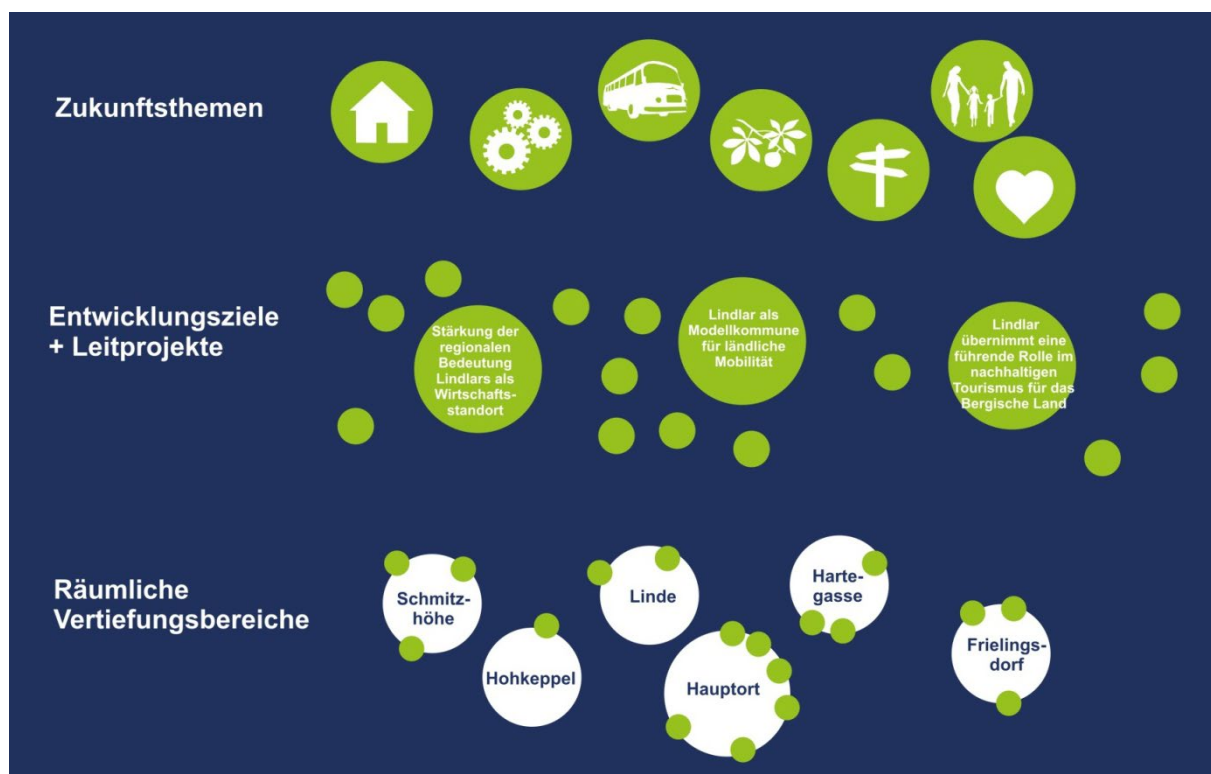 Zukunftsthemen
Entwicklungsziele
+ Leitprojekte
Stärkung der
regionalen
Bedeutung
Lindlars als
Wirtschafts-
standort
Lindlar als
Modellkommune
für ländliche
Mobilität
Lindlar
übernimmt eine
führende Rolle im
nachhaltigen
Tourismus für das
Bergische Land
Räumliche
Vertiefungsbereiche
Schmitz-
höhe
Hohkeppel
Linde
Hauptort
Harte-
gasse
Frielings-
dorf